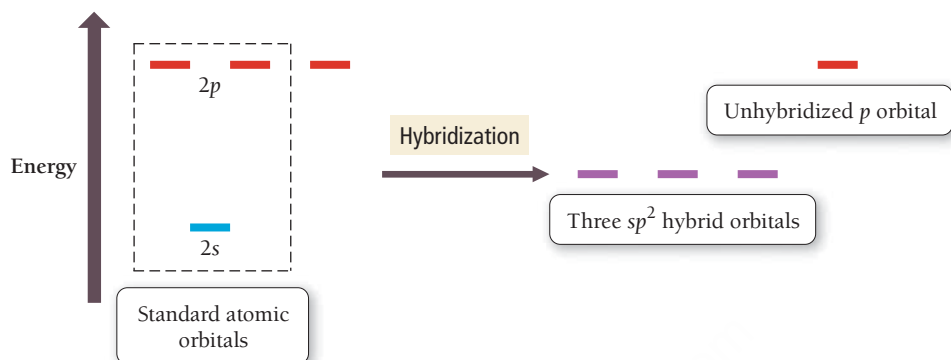 2p
Unhybridized p orbital
Hybridization
Energy
Three sp² hybrid orbitals
2s
Standard atomic
orbitals